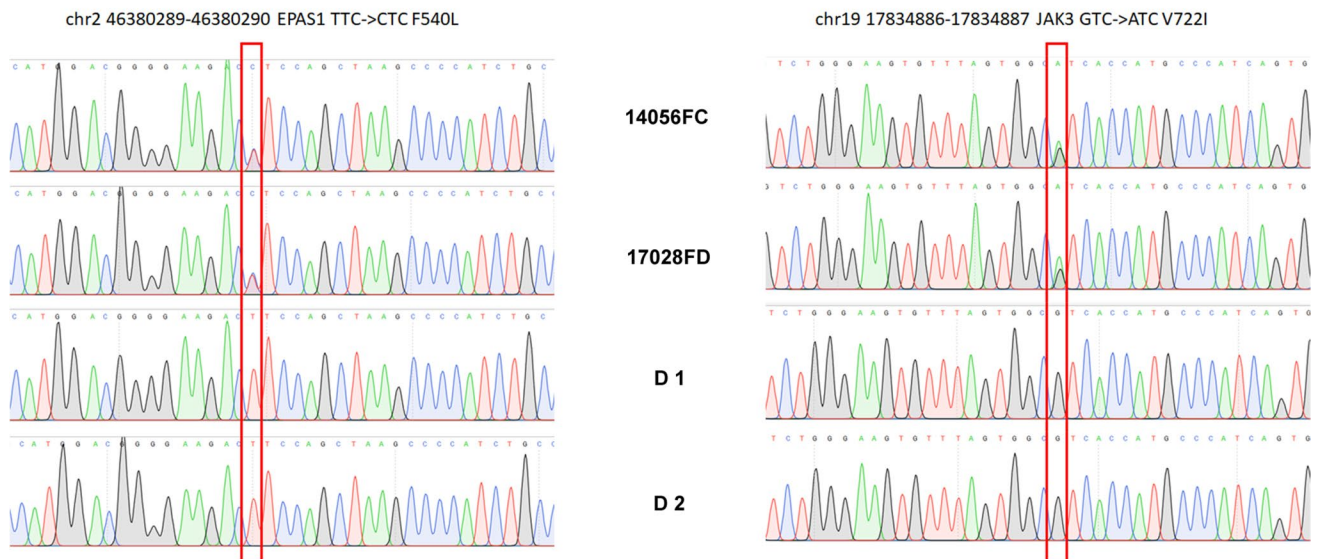 chr2 46380289-46380290 EPAS1 TTC->CTC F540L
chr19 17834886-17834887 JAK3 GTC->ATC V722I
C A T G G A C G G G G A A G A C C T C C A G C T A A G C C C C A T C T G C
14056FC
T C T G G G A A G T G T T T A G T G G C A T C A C C A T G C C C A T C A G T G
C A T G G A C G G G G A A G A C C T C C A G C T A A G C C C C A T C T G C
17028FD
G T C T G G G A A G T G T T T A G T G G C A T C A C C A T G C C C A T C A G T G
C A T G G A C G G G G A A G A C T T C C A G C T A A G C C C C A T C T G C
D 1
T C T G G G A A G T G T T T A G T G G C G T C A C C A T G C C C A T C A G T G
C A T G G A C G G G G A A G A C T T C C A G C T A A G C C C C A T C T G C
D 2
T C T G G G A A G T G T T T A G T G G C G T C A C C A T G C C C A T C A G T G